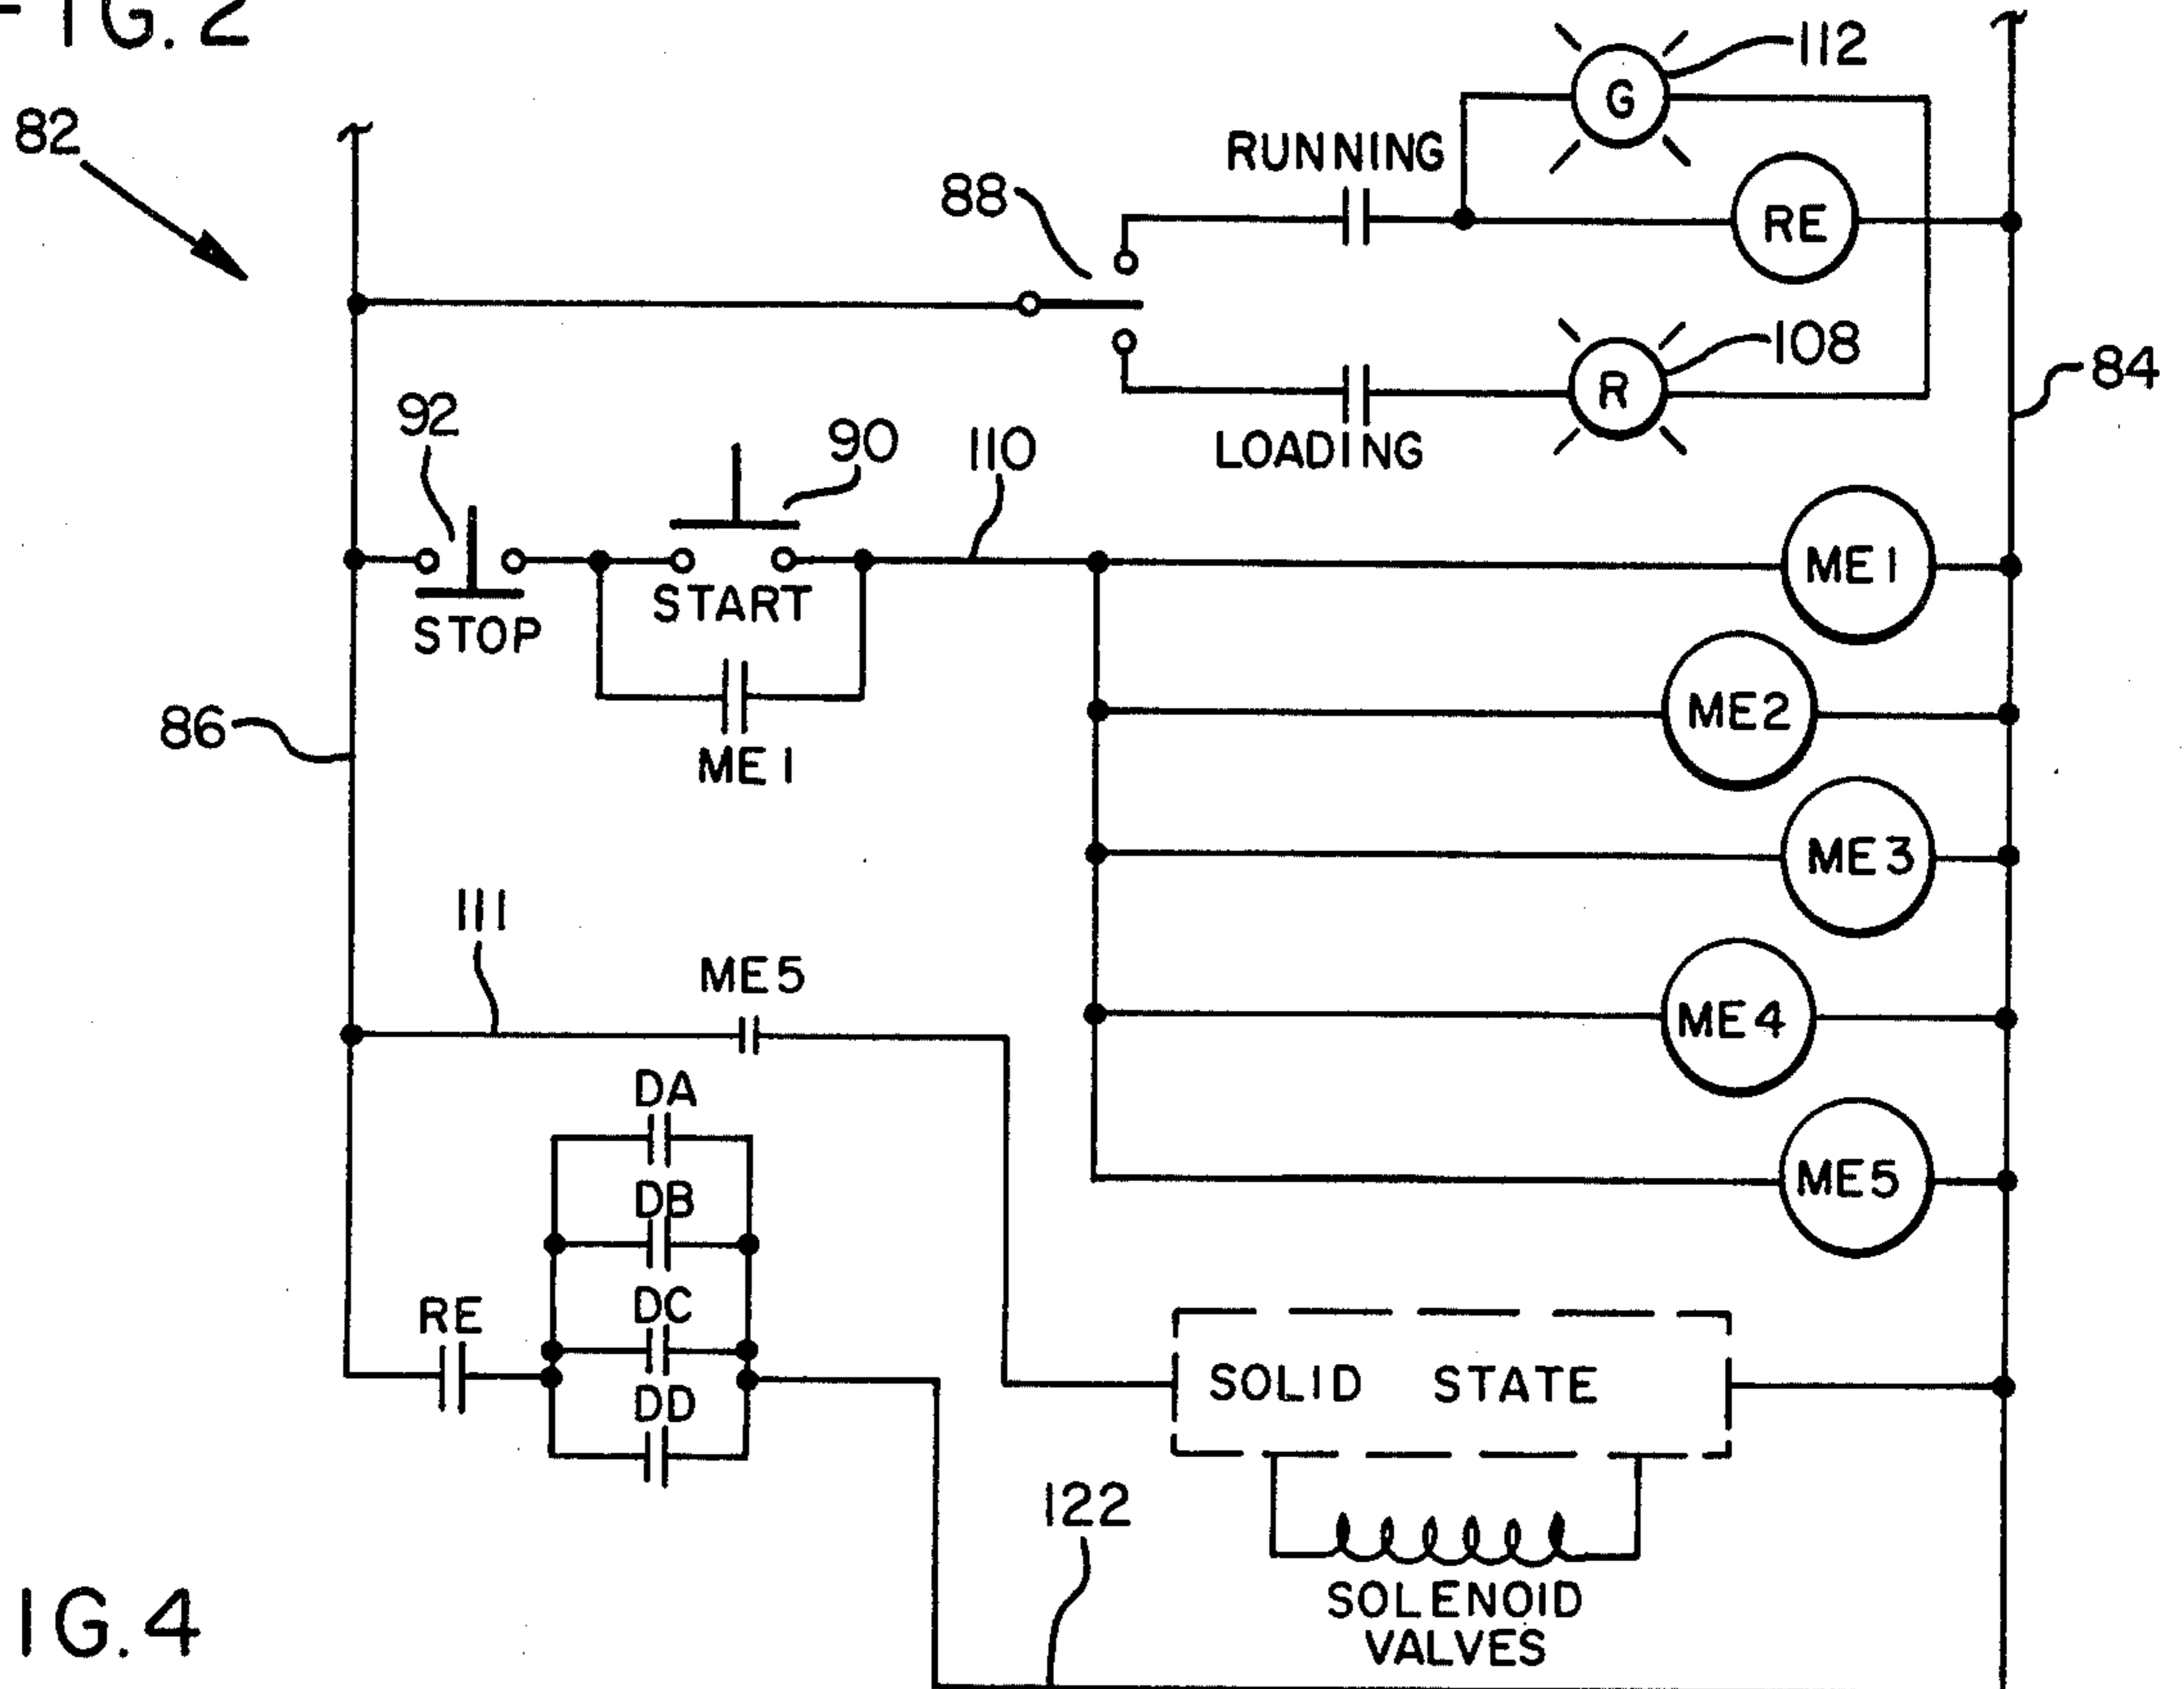 FIG. 2
82
112
G
RUNNING
88
RE
108
R
84
LOADING
92
90
110
STOP
START
ME1
ME1
86
ME2
ME3
111
ME5
ME4
DA
DB
ME5
DC
RE
DD
SOLID STATE
122
SOLENOID
VALVES
IG. 4